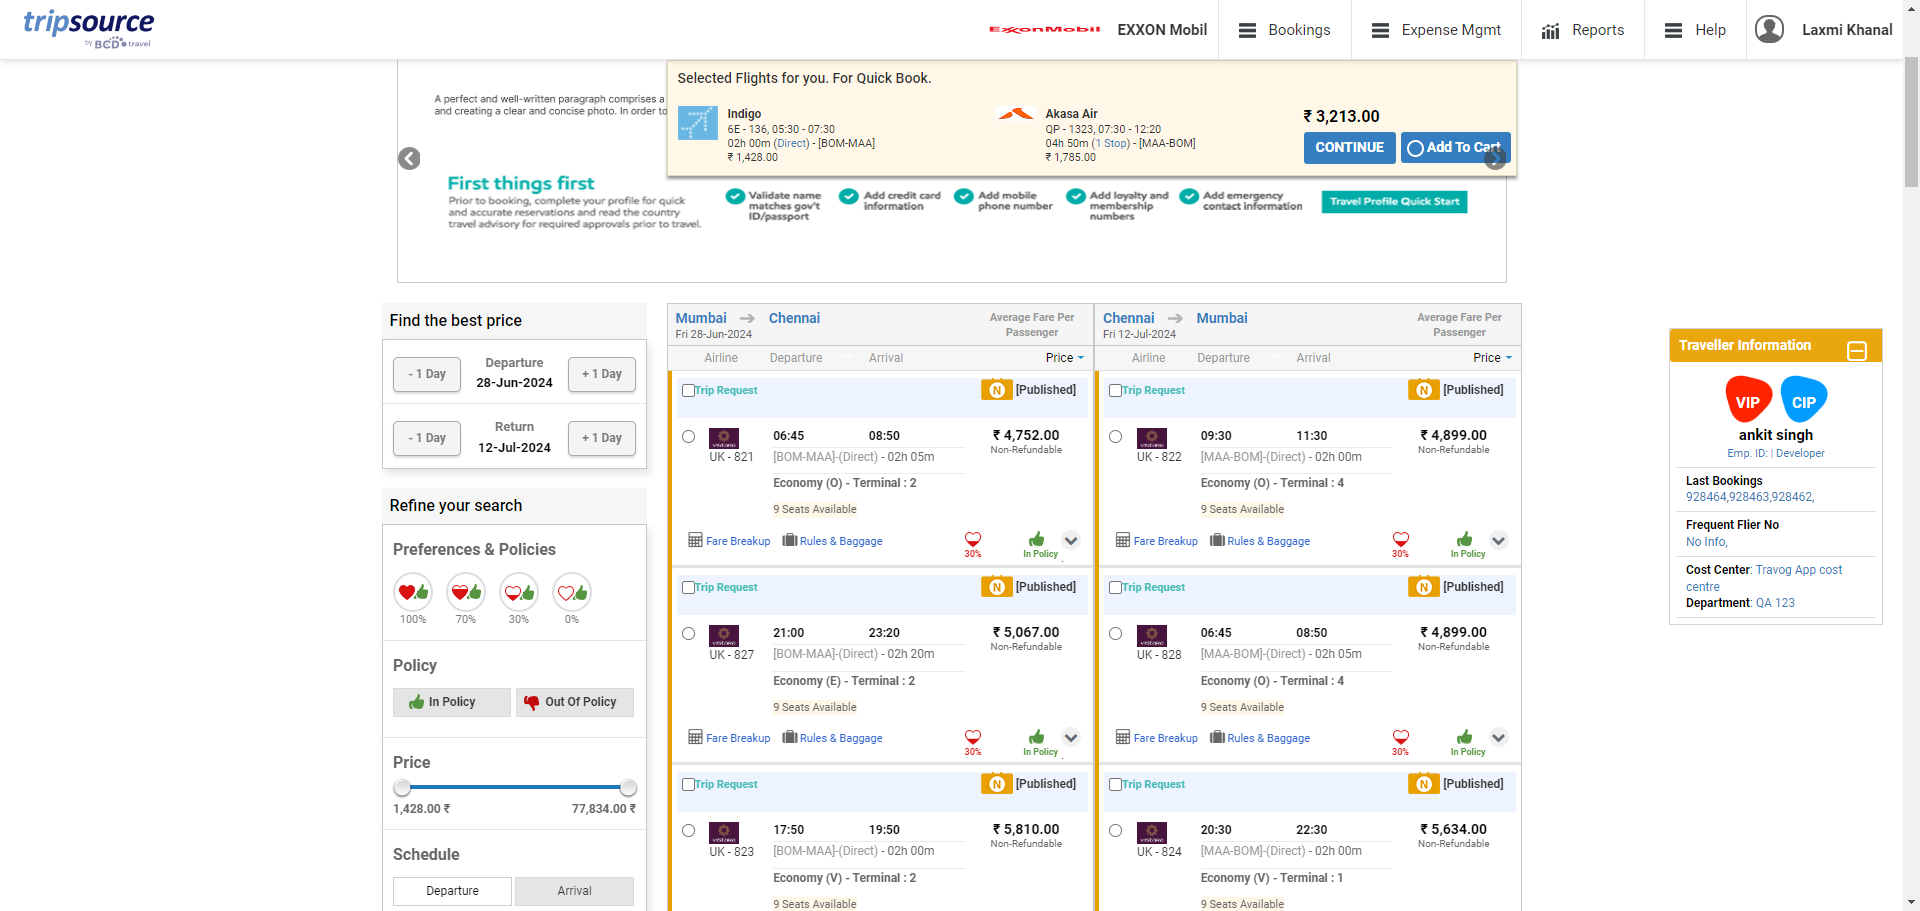 tripsource
by BCD travel
ExxonMobil
EXXON Mobil
Bookings
Expense Mgmt
Reports
Help
Laxmi Khanal
A perfect and well-written paragraph comprises a
and creating a clear and concise photo. In order to
Selected Flights for you. For Quick Book.
Indigo
6E - 136, 05:30 - 07:30
02h 00m (Direct) - [BOM-MAA]
₹ 1,428.00
Akasa Air
QP - 1323, 07:30 - 12:20
04h 50m (1 Stop) - [MAA-BOM]
₹ 1,785.00
₹ 3,213.00
CONTINUE
Add To Cart
First things first
Prior to booking, complete your profile for quick
and accurate reservations and read the country
travel advisory for required approvals prior to travel.
Validate name
matches gov't
ID/passport
Add credit card
information
Add mobile
phone number
Add loyalty and
membership
numbers
Add emergency
contact information
Travel Profile Quick Start
Find the best price
- 1 Day
Departure
28-Jun-2024
+ 1 Day
- 1 Day
Return
12-Jul-2024
+ 1 Day
Refine your search
Preferences & Policies
100%
70%
30%
0%
Policy
In Policy
Out Of Policy
Price
1,428.00 ₹
77,834.00 ₹
Schedule
Departure
Arrival
Mumbai
Chennai
Fri 28-Jun-2024
Average Fare Per
Passenger
Airline
Departure
Arrival
Price
Trip Request
N
[Published]
UK - 821
06:45
08:50
[BOM-MAA]-(Direct) - 02h 05m
Economy (O) - Terminal : 2
9 Seats Available
₹ 4,752.00
Non-Refundable
Fare Breakup
Rules & Baggage
30%
In Policy
Trip Request
N
[Published]
UK - 827
21:00
23:20
[BOM-MAA]-(Direct) - 02h 20m
Economy (E) - Terminal : 2
9 Seats Available
₹ 5,067.00
Non-Refundable
Fare Breakup
Rules & Baggage
30%
In Policy
Trip Request
N
[Published]
UK - 823
17:50
19:50
[BOM-MAA]-(Direct) - 02h 00m
Economy (V) - Terminal : 2
9 Seats Available
₹ 5,810.00
Non-Refundable
Chennai
Mumbai
Fri 12-Jul-2024
Average Fare Per
Passenger
Airline
Departure
Arrival
Price
Trip Request
N
[Published]
UK - 822
09:30
11:30
[MAA-BOM]-(Direct) - 02h 00m
Economy (O) - Terminal : 4
9 Seats Available
₹ 4,899.00
Non-Refundable
Fare Breakup
Rules & Baggage
30%
In Policy
Trip Request
N
[Published]
UK - 828
06:45
08:50
[MAA-BOM]-(Direct) - 02h 05m
Economy (O) - Terminal : 4
9 Seats Available
₹ 4,899.00
Non-Refundable
Fare Breakup
Rules & Baggage
30%
In Policy
Trip Request
N
[Published]
UK - 824
20:30
22:30
[MAA-BOM]-(Direct) - 02h 00m
Economy (V) - Terminal : 1
9 Seats Available
₹ 5,634.00
Non-Refundable
Traveller Information
VIP
CIP
ankit singh
Emp. ID: | Developer
Last Bookings
928464,928463,928462,
Frequent Flier No
No Info,
Cost Center: Travog App cost
centre
Department: QA 123